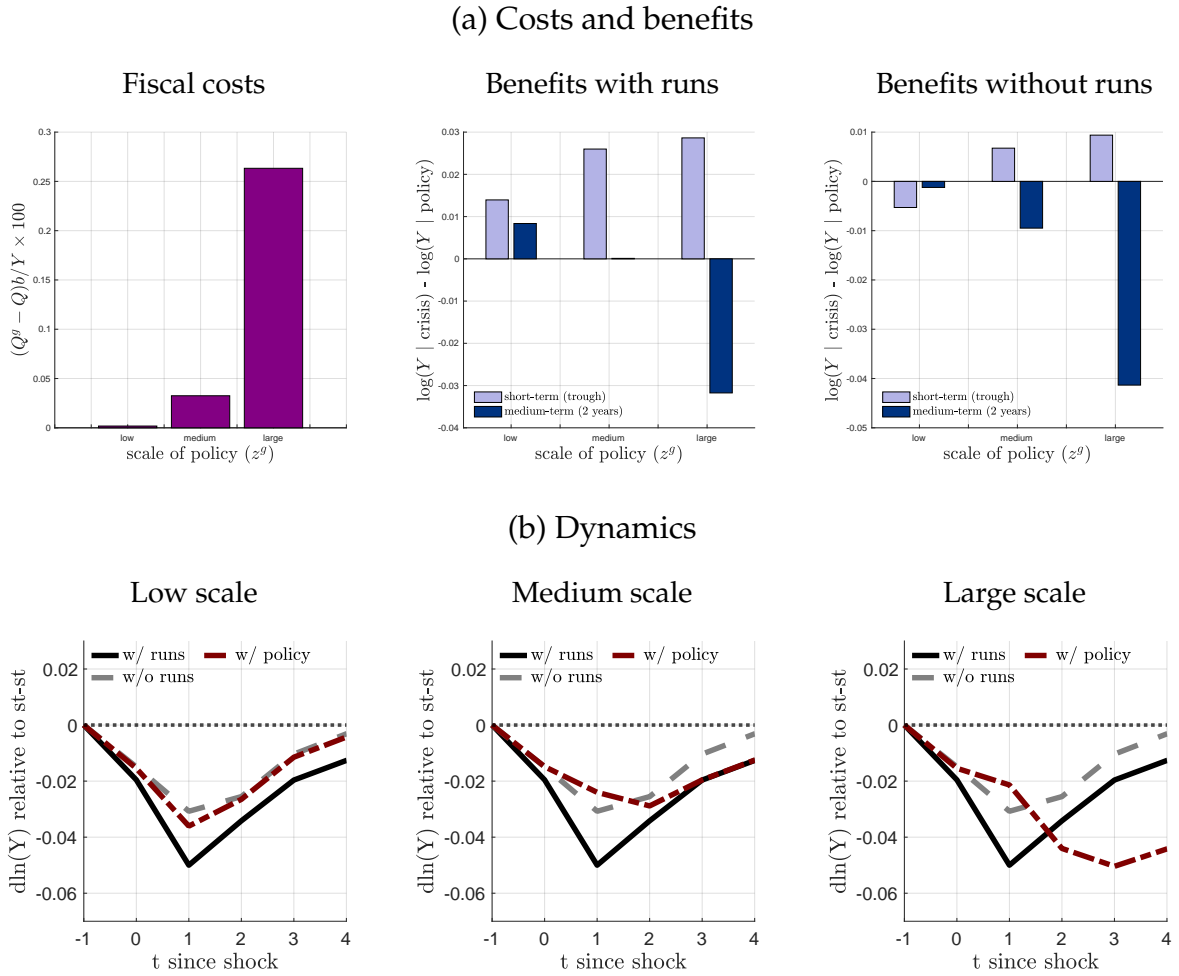 (a) Costs and benefits
Fiscal costs
0.3
0.25
0.2
0.15
0.1
0.05
0
(Q^g − Q)b/Y × 100
low medium large
scale of policy (z^g)
Benefits with runs
0.03
0.02
0.01
0
-0.01
-0.02
-0.03
-0.04
log(Y | crisis) - log(Y | policy)
short-term (trough)
medium-term (2 years)
low medium large
scale of policy (z^g)
Benefits without runs
0.01
0
-0.01
-0.02
-0.03
-0.04
-0.05
log(Y | crisis) - log(Y | policy)
short-term (trough)
medium-term (2 years)
low medium large
scale of policy (z^g)
(b) Dynamics
Low scale
w/ runs w/ policy
w/o runs
0.02
0
-0.02
-0.04
-0.06
dln(Y) relative to st-st
-1 0 1 2 3 4
t since shock
Medium scale
w/ runs w/ policy
w/o runs
0.02
0
-0.02
-0.04
-0.06
dln(Y) relative to st-st
-1 0 1 2 3 4
t since shock
Large scale
w/ runs w/ policy
w/o runs
0.02
0
-0.02
-0.04
-0.06
dln(Y) relative to st-st
-1 0 1 2 3 4
t since shock